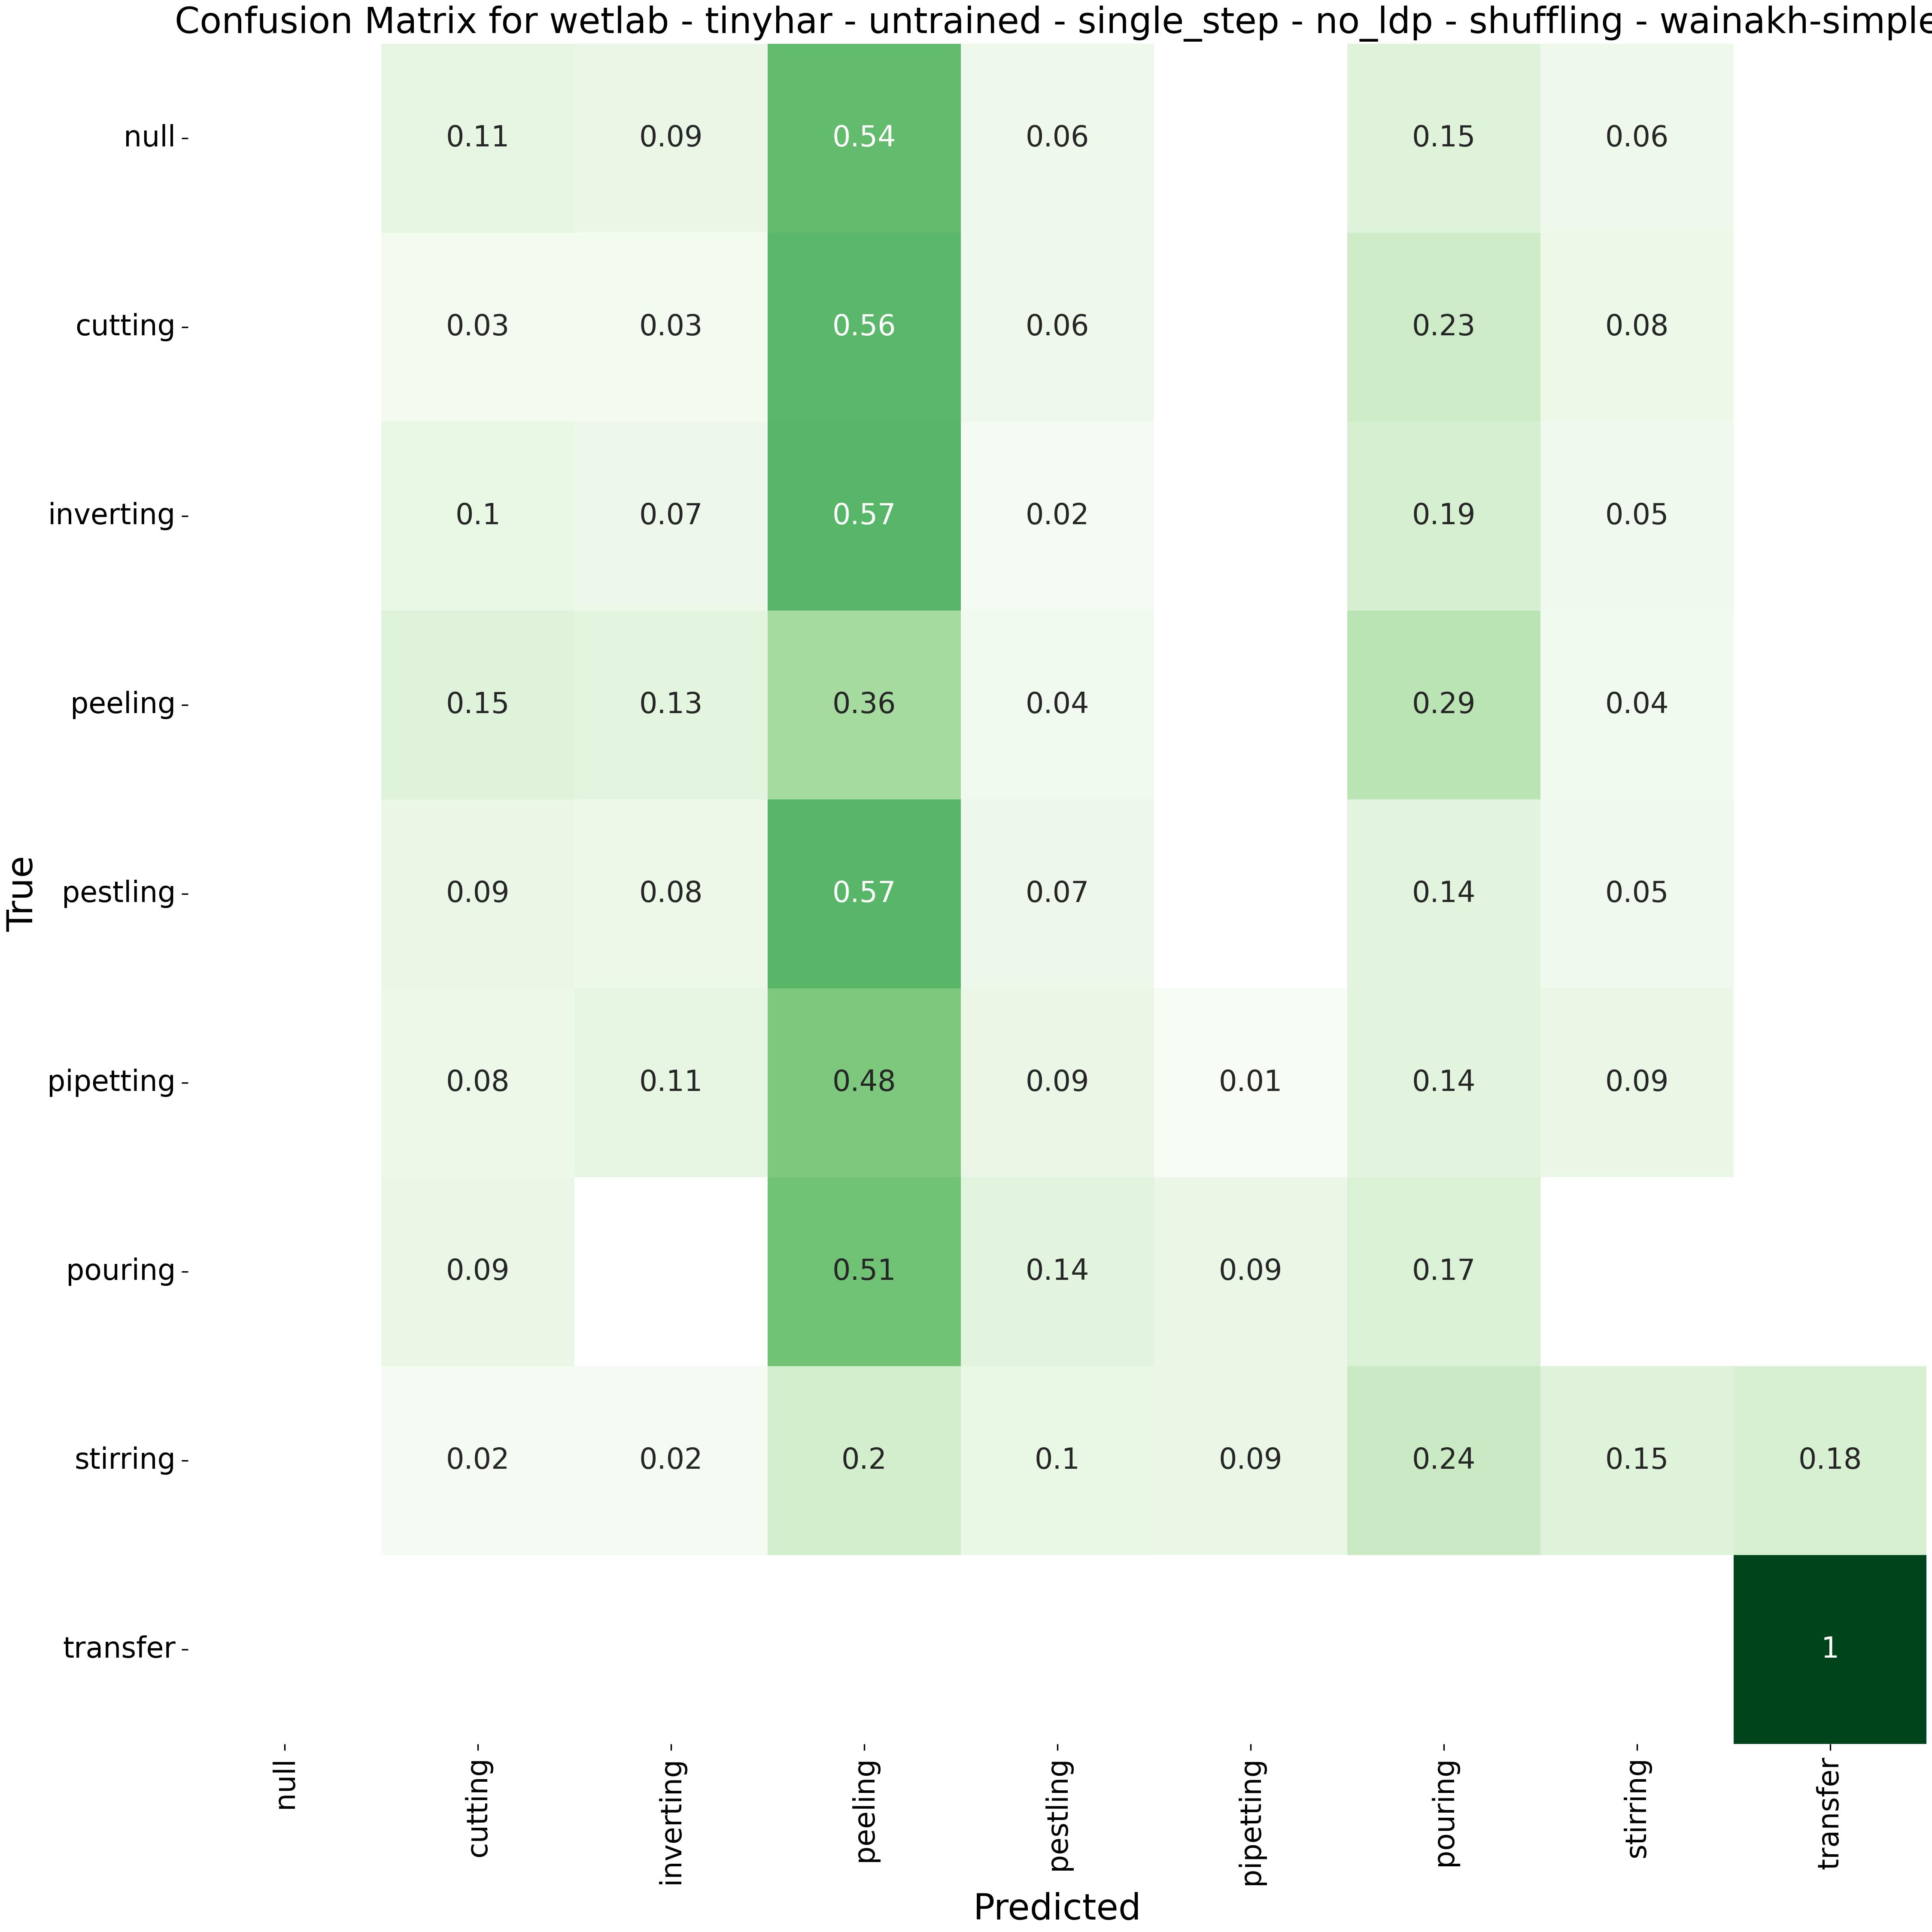 Confusion Matrix for wetlab - tinyhar - untrained - single_step - no_ldp - shuffling - wainakh-simple
null 0.11 0.09 0.54 0.06 0.15 0.06
cutting 0.03 0.03 0.56 0.06 0.23 0.08
inverting 0.1 0.07 0.57 0.02 0.19 0.05
peeling 0.15 0.13 0.36 0.04 0.29 0.04
pestling 0.09 0.08 0.57 0.07 0.14 0.05
pipetting 0.08 0.11 0.48 0.09 0.01 0.14 0.09
pouring 0.09 0.51 0.14 0.09 0.17
stirring 0.02 0.02 0.2 0.1 0.09 0.24 0.15 0.18
transfer 1
True
null cutting inverting peeling pestling pipetting pouring stirring transfer
Predicted